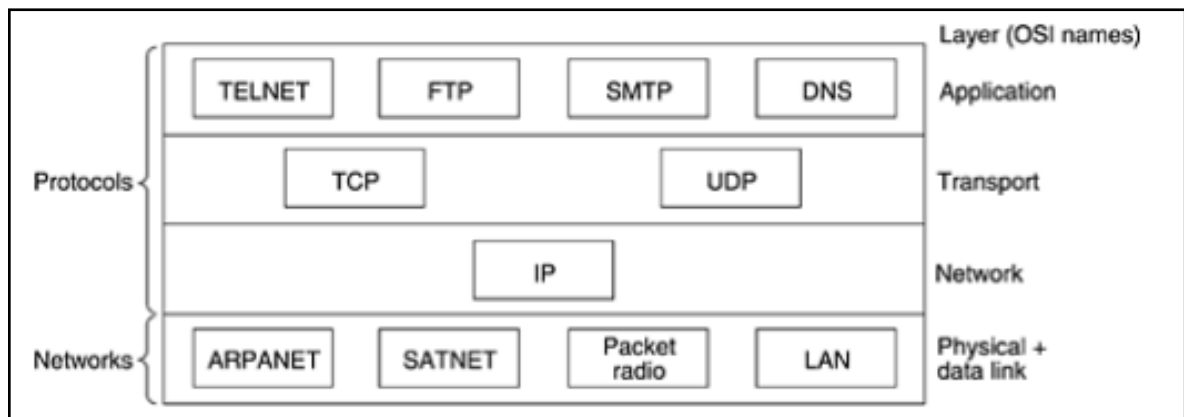 Layer (OSI names)
TELNET FTP SMTP DNS Application
Protocols TCP UDP Transport
IP Network
Networks ARPANET SATNET Packet radio LAN Physical + data link